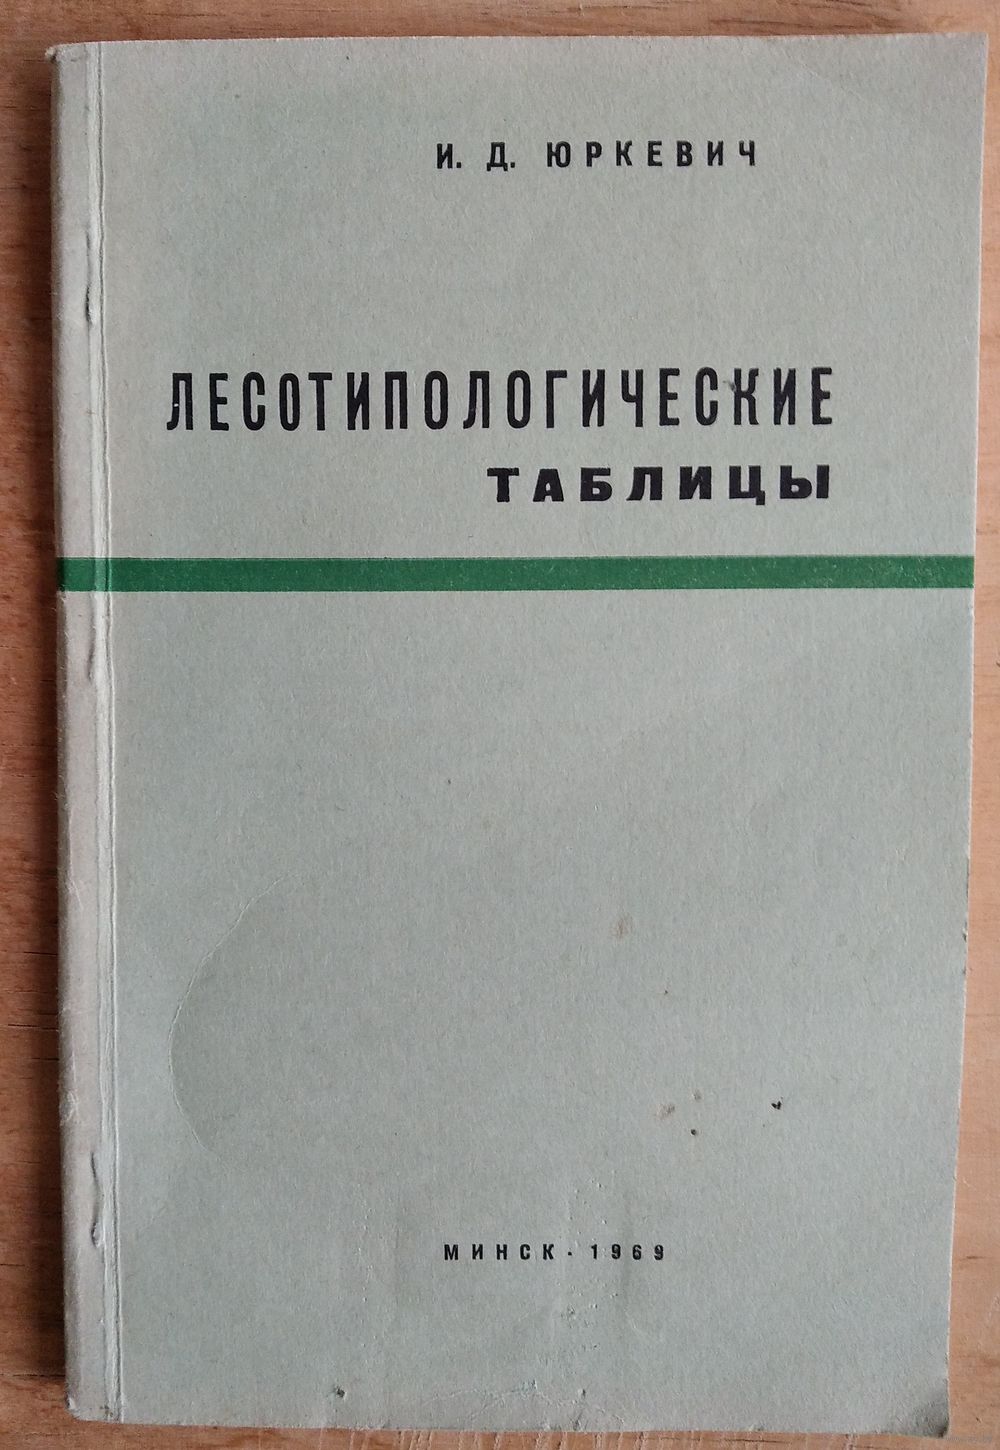 И. Д. ЮРКЕВИЧ
ЛЕСОТИПОЛОГИЧЕСКИЕ
ТАБЛИЦЫ
МИНСК · 1969